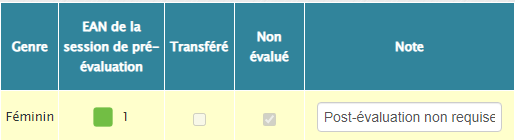 Genre
EAN de la
session de pré-
évaluation
Transféré
Non
évalué
Note
Féminin
1
Post-évaluation non requise